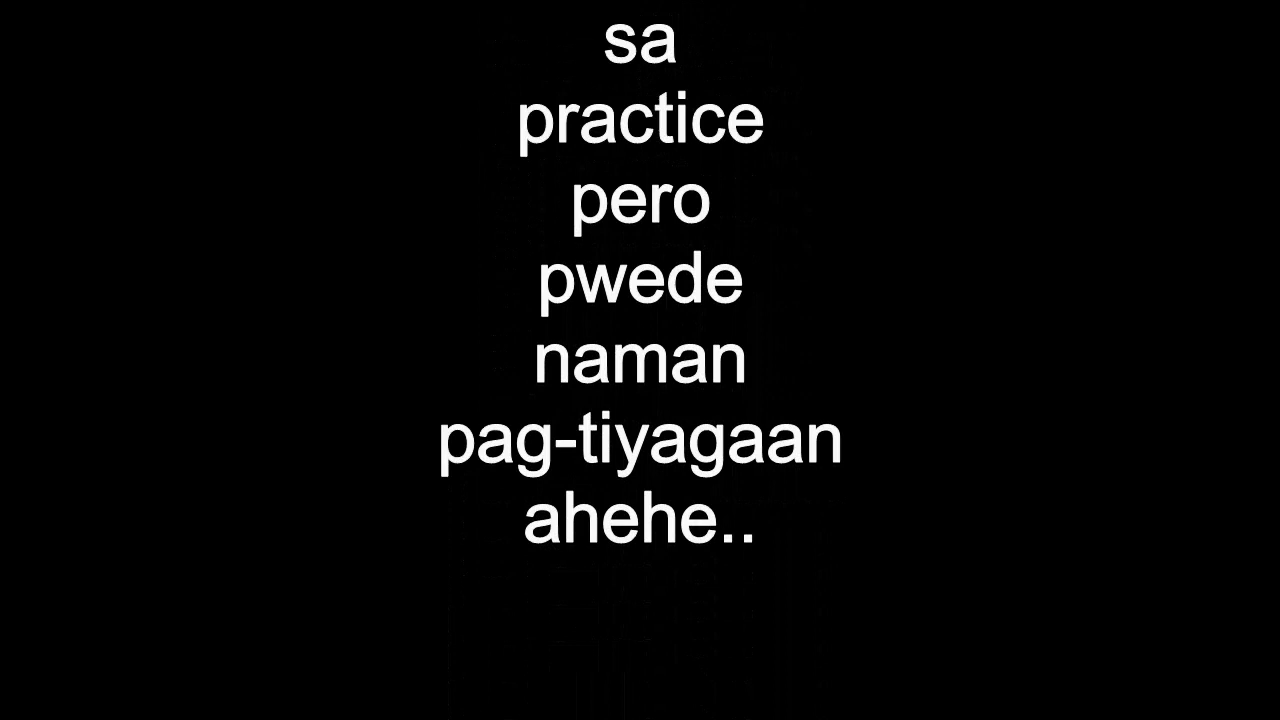 sa
practice
pero
pwede
naman
pag-tiyagaan
ahehe..